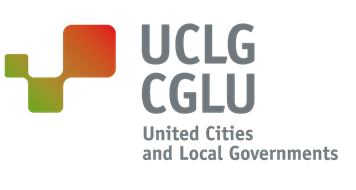 UCLG
CGLU
United Cities
and Local Governments